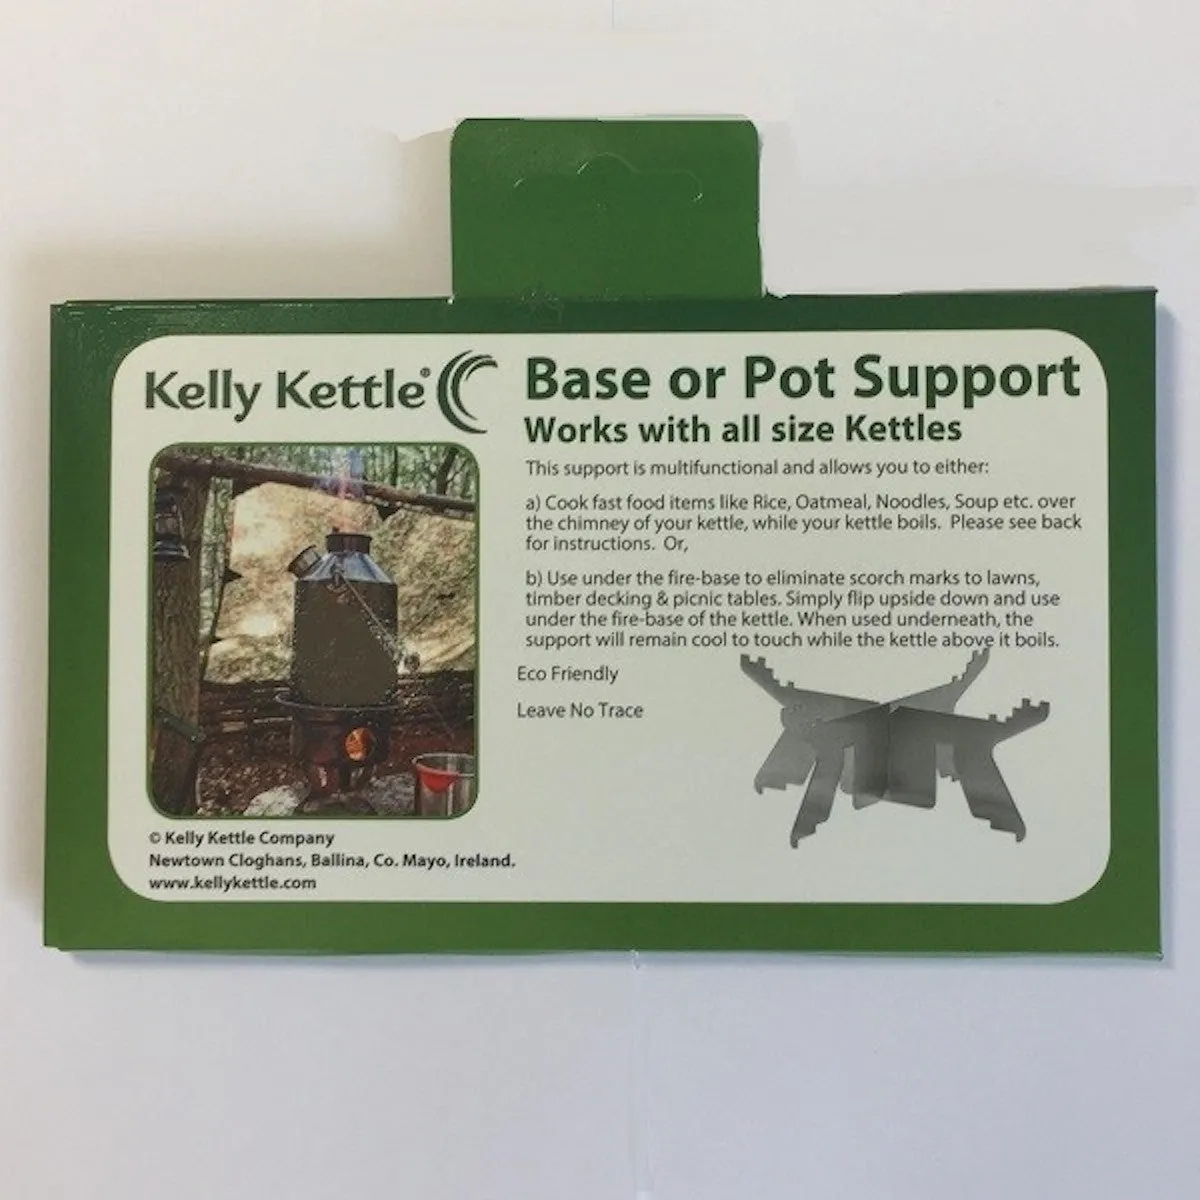 Kelly Kettle®
Base or Pot Support
Works with all size Kettles
This support is multifunctional and allows you to either:
a) Cook fast food items like Rice, Oatmeal, Noodles, Soup etc. over
the chimney of your kettle, while your kettle boils. Please see back
for instructions. Or,
b) Use under the fire-base to eliminate scorch marks to lawns,
timber decking & picnic tables. Simply flip upside down and use
under the fire-base of the kettle. When used underneath, the
support will remain cool to touch while the kettle above it boils.
Eco Friendly
Leave No Trace
© Kelly Kettle Company
Newtown Cloghans, Ballina, Co. Mayo, Ireland.
www.kellykettle.com